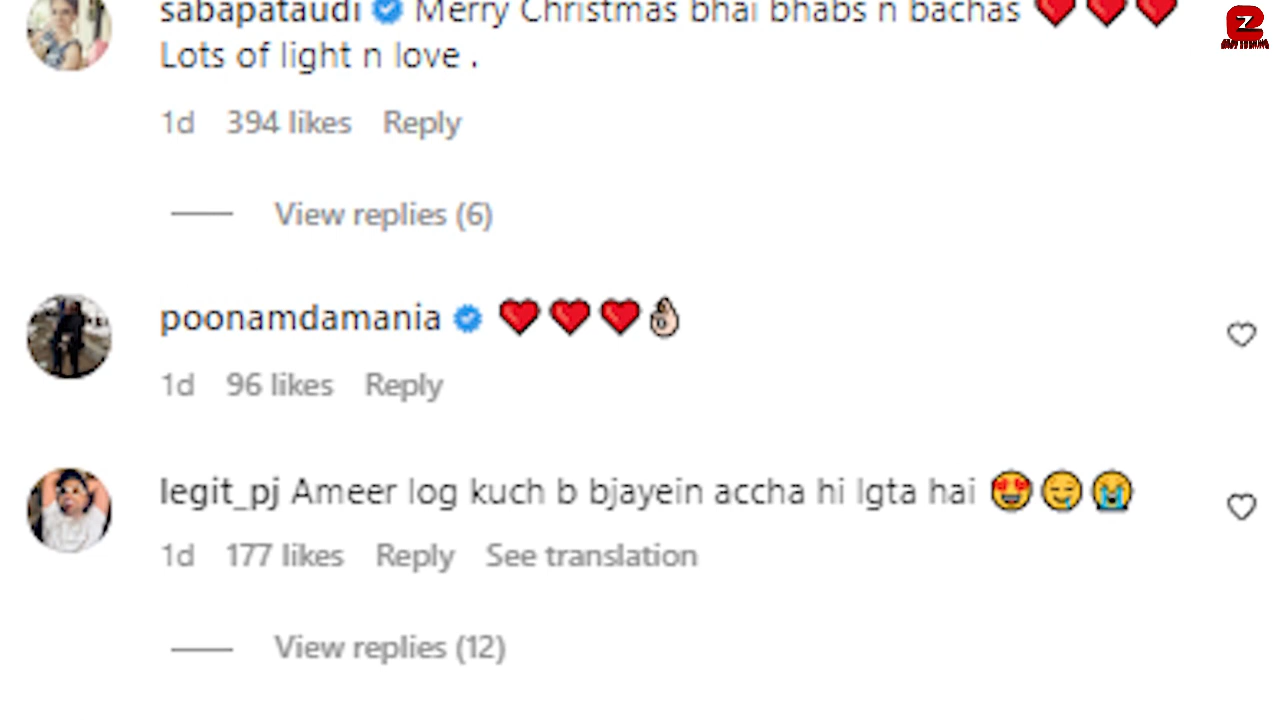 sabapataudi Merry Christmas bhai bhabs n bachas ❤️❤️❤️
Lots of light n love .
1d 394 likes Reply
View replies (6)
poonamdamania ❤️❤️❤️👌🏻
1d 96 likes Reply
legit_pj Ameer log kuch b bjayein accha hi lgta hai 😍🤤😭
1d 177 likes Reply See translation
View replies (12)